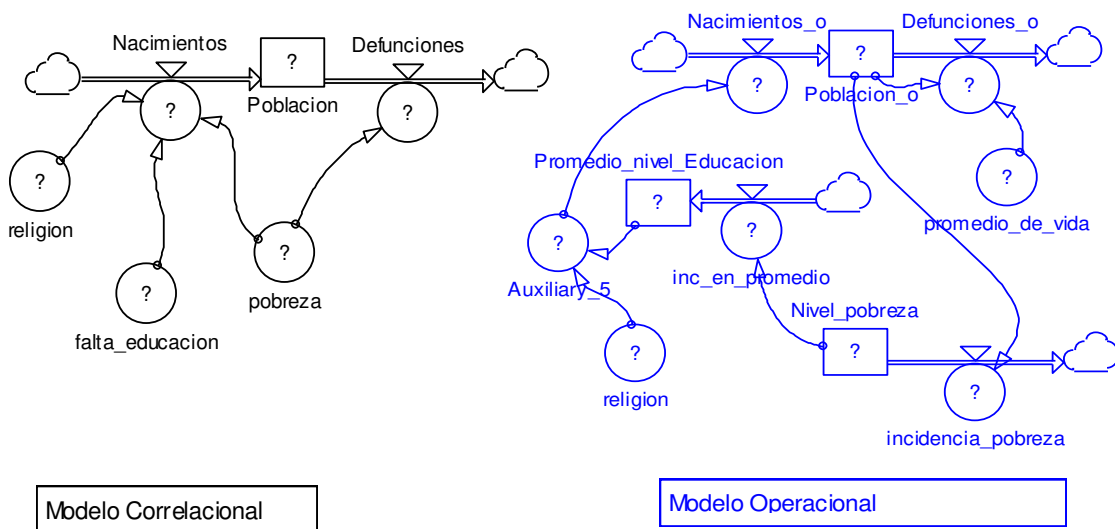 Nacimientos
?
Defunciones
?
Poblacion
?
?
religion
?
falta_educacion
?
pobreza
Modelo Correlacional
Nacimientos_o
?
Defunciones_o
?
Poblacion_o
?
Promedio_nivel_Educacion
?
?
promedio_de_vida
?
Auxiliary_5
?
inc_en_promedio
Nivel_pobreza
?
?
religion
?
incidencia_pobreza
Modelo Operacional